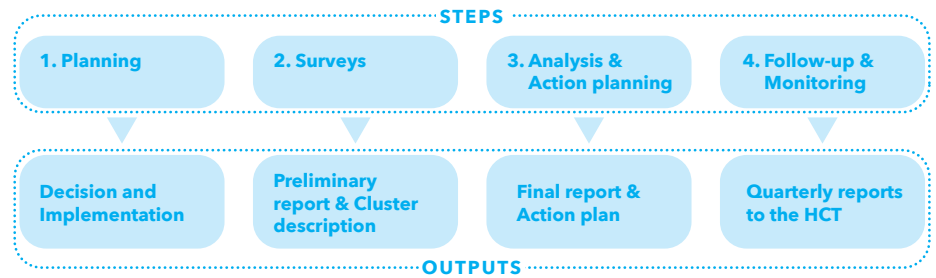 STEPS
1. Planning
2. Surveys
3. Analysis &
Action planning
4. Follow-up &
Monitoring
Decision and
Implementation
Preliminary
report & Cluster
description
Final report &
Action plan
Quarterly reports
to the HCT
OUTPUTS